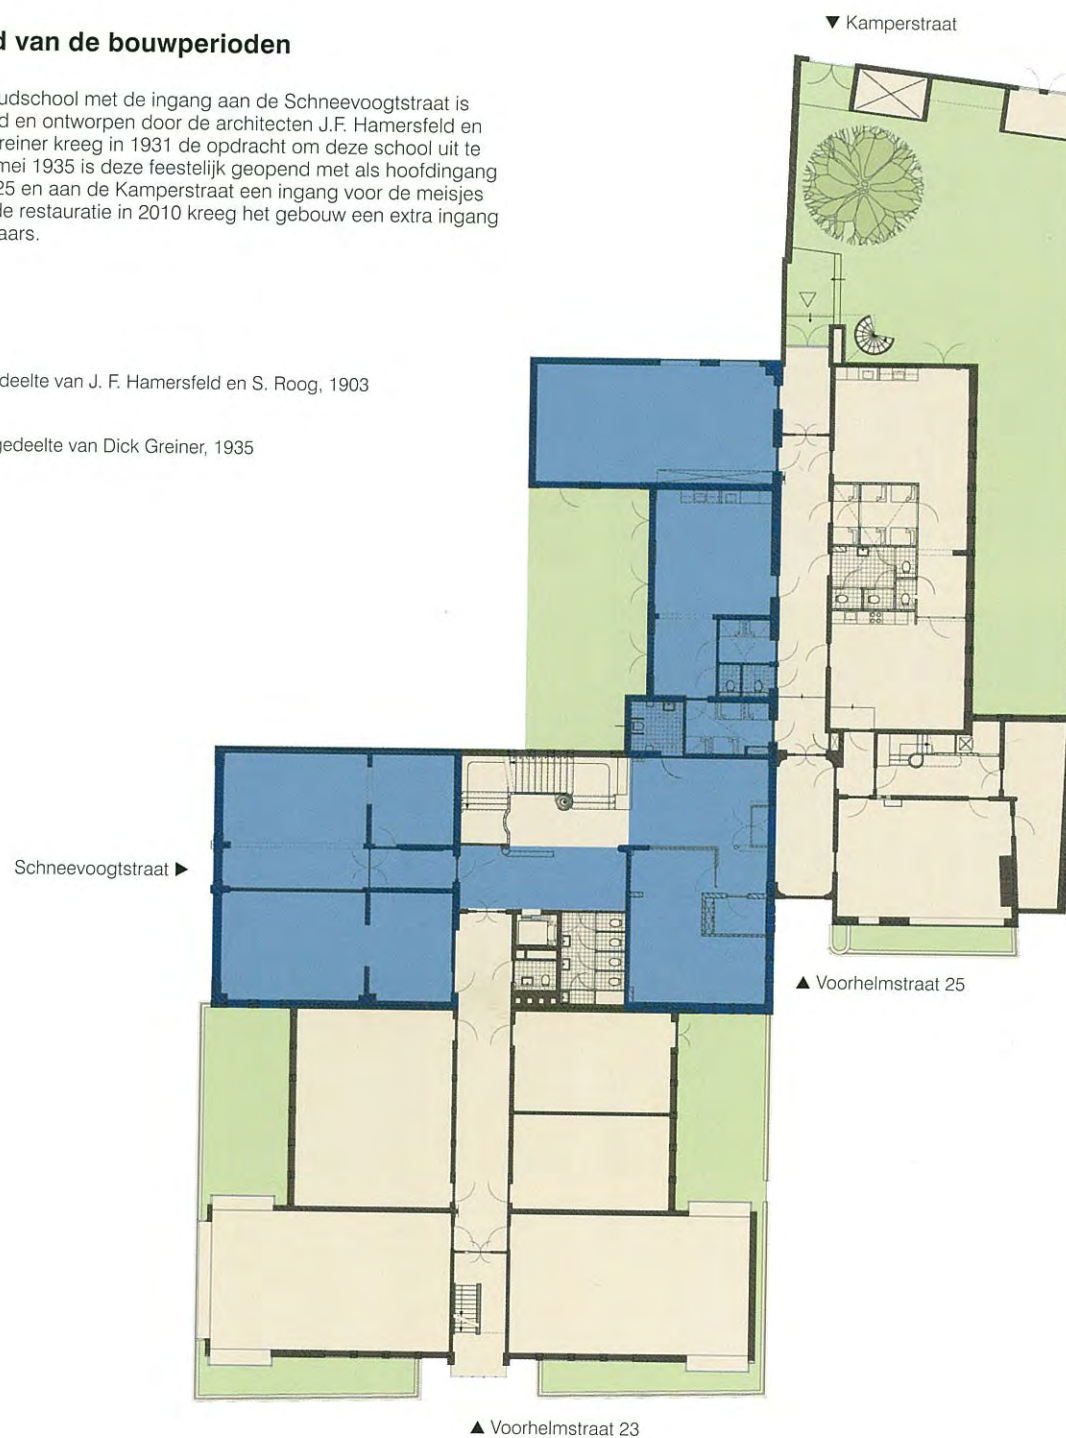 ▼ Kamperstraat
van de bouwperioden
udschool met de ingang aan de Schneevoogtstraat is
d en ontworpen door de architecten J.F. Hamersfeld en
reiner kreeg in 1931 de opdracht om deze school uit te
mei 1935 is deze feestelijk geopend met als hoofdingang
25 en aan de Kamperstraat een ingang voor de meisjes
de restauratie in 2010 kreeg het gebouw een extra ingang
aars.
deelte van J. F. Hamersfeld en S. Roog, 1903
gedeelte van Dick Greiner, 1935
Schneevoogtstraat ▶
▲ Voorhelmstraat 25
▲ Voorhelmstraat 23